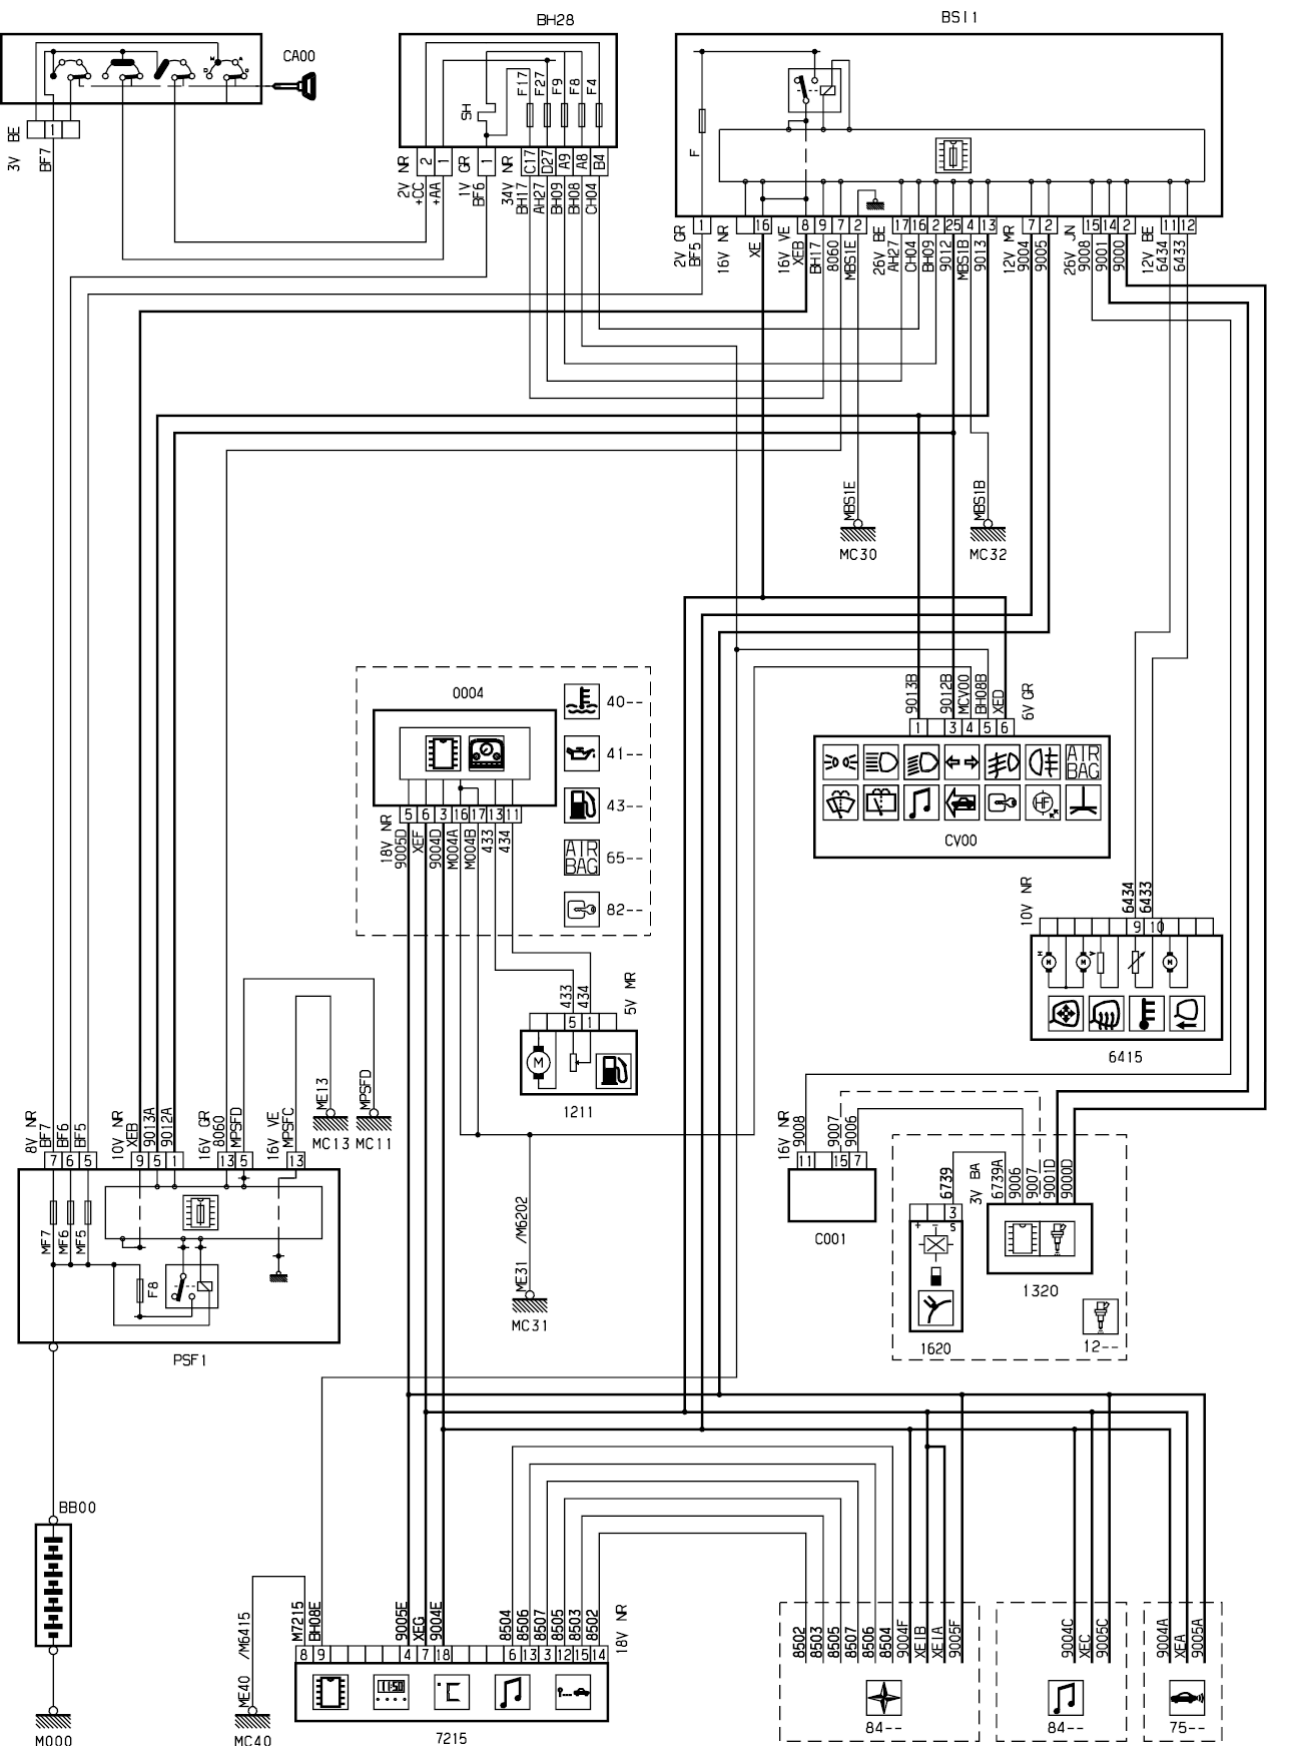 BH28
BSI1
CA00
SH
F17
F27
F9
F8
F4
F
3V BE
1
BF7
2V NR
2
1
+CC
+AA
1V GR
1
BF6
34V NR
C17
D27
A9
A8
B4
BH17
AH27
BH09
BH08
CH04
2V GR
1
BF5
16V NR
16
XE
16V VE
8
9
7
2
XEB
BH17
8060
MBS1E
26V BE
17
16
2
25
4
13
AH27
CH04
BH09
9012
MBS1B
9013
12V MR
7
2
9004
9005
26V JN
15
14
2
9008
9001
9000
12V BE
11
12
6434
6433
MBS1E
MC30
MBS1B
MC32
0004
40--
41--
43--
AIR BAG
65--
82--
18V NR
5
6
3
16
17
13
11
9005D
XEF
9004D
M004A
M004B
433
434
9013B
9012B
MCV00
BH08B
XED
6V GR
1
3
4
5
6
AIR BAG
HF
CV00
10V NR
6434
6433
9
10
M
M
M
6415
433
434
5V MR
5
1
M
1211
ME13
MC13
MPSFD
MC11
8V NR
BF7
BF6
BF5
7
6
5
10V NR
XEB
9013A
9012A
9
5
1
16V GR
8060
MPSFD
13
5
16V VE
MPSFC
13
MF7
MF6
MF5
F8
PSF1
ME31 /M6202
MC31
16V NR
9008
9007
9006
11
15
7
C001
6739
3V BA
3
+
-
S
1620
6739A
9006
9007
9001D
9000D
1320
12--
BB00
M000
ME40 /M6415
MC40
M7215
BH08E
9005E
XEG
9004E
8504
8506
8507
8505
8503
8502
18V NR
8
9
4
7
18
6
13
3
12
15
14
11:50
°C
7215
8502
8503
8505
8507
8506
8504
9004F
XE1B
XE1A
9005F
84--
9004C
XEC
9005C
84--
9004A
XEA
9005A
75--